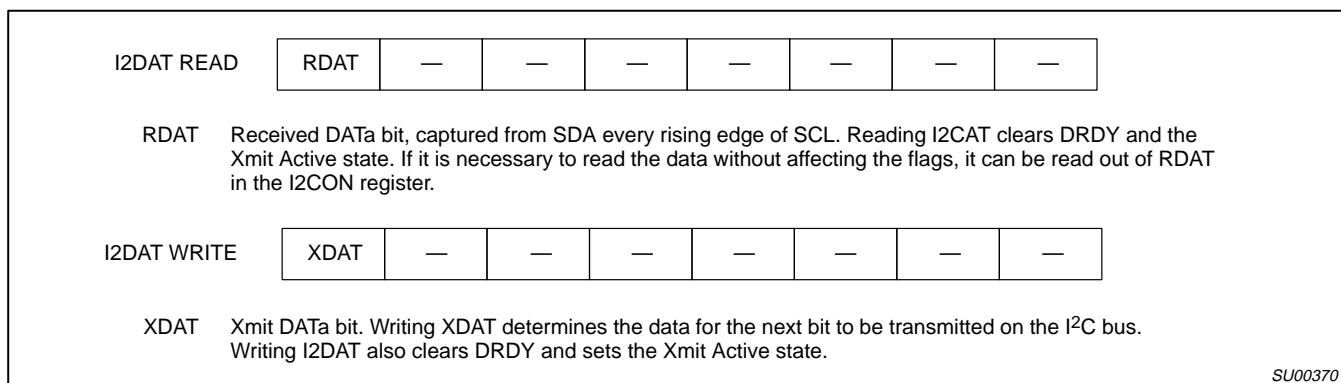 I2DAT READ RDAT — — — — — — —
RDAT Received DATa bit, captured from SDA every rising edge of SCL. Reading I2CAT clears DRDY and the
Xmit Active state. If it is necessary to read the data without affecting the flags, it can be read out of RDAT
in the I2CON register.
I2DAT WRITE XDAT — — — — — — —
XDAT Xmit DATa bit. Writing XDAT determines the data for the next bit to be transmitted on the I²C bus.
Writing I2DAT also clears DRDY and sets the Xmit Active state.
SU00370